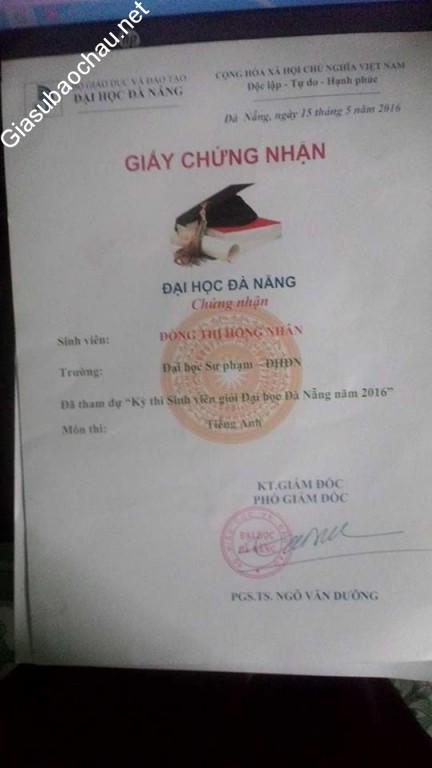 Giasubaochau.net
BỘ GIÁO DỤC VÀ ĐÀO TẠO
ĐẠI HỌC ĐÀ NẴNG
CỘNG HÒA XÃ HỘI CHỦ NGHĨA VIỆT NAM
Độc lập - Tự do - Hạnh phúc
Đà Nẵng, ngày 15 tháng 5 năm 2016
GIẤY CHỨNG NHẬN
ĐẠI HỌC ĐÀ NẴNG
Chứng nhận
Sinh viên: ĐỒNG THỊ HỒNG NHÂN
Trường: Đại học Sư phạm – ĐHĐN
Đã tham dự “Kỳ thi Sinh viên giỏi Đại học Đà Nẵng năm 2016”
Môn thi: Tiếng Anh
KT.GIÁM ĐỐC
PHÓ GIÁM ĐỐC
ĐẠI HỌC
ĐÀ NẴNG
PGS.TS. NGÔ VĂN DƯỠNG